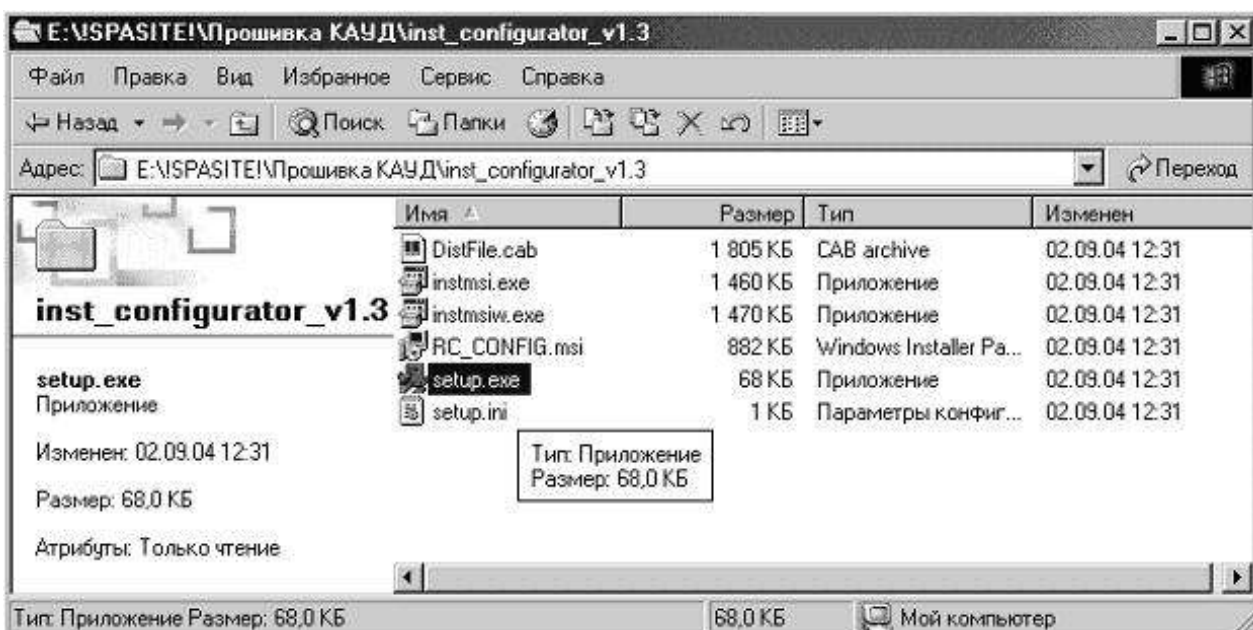 E:\!SPASITE!\Прошивка КАУД\inst_configurator_v1.3
Файл Правка Вид Избранное Сервис Справка
Назад Поиск Папки
Адрес: E:\!SPASITE!\Прошивка КАУД\inst_configurator_v1.3 Переход
inst_configurator_v1.3
setup.exe
Приложение
Изменен: 02.09.04 12:31
Размер: 68,0 КБ
Атрибуты: Только чтение
Имя Размер Тип Изменен
DistFile.cab 1 805 КБ CAB archive 02.09.04 12:31
instmsi.exe 1 460 КБ Приложение 02.09.04 12:31
instmsiw.exe 1 470 КБ Приложение 02.09.04 12:31
RC_CONFIG.msi 882 КБ Windows Installer Pa... 02.09.04 12:31
setup.exe 68 КБ Приложение 02.09.04 12:31
setup.ini 1 КБ Параметры конфиг... 02.09.04 12:31
Тип: Приложение
Размер: 68,0 КБ
Тип: Приложение Размер: 68,0 КБ 68,0 КБ Мой компьютер